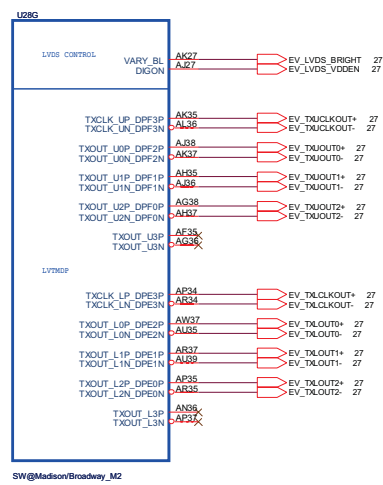 U28G
LVDS CONTROL
VARY_BL AK27 EV_LVDS_BRIGHT 27
DIGON AJ27 EV_LVDS_VDDEN 27
TXCLK_UP_DPF3P AK35 EV_TXUCLKOUT+ 27
TXCLK_UN_DPF3N AL36 EV_TXUCLKOUT- 27
TXOUT_U0P_DPF2P AJ38 EV_TXUOUT0+ 27
TXOUT_U0N_DPF2N AK37 EV_TXUOUT0- 27
TXOUT_U1P_DPF1P AH35 EV_TXUOUT1+ 27
TXOUT_U1N_DPF1N AJ36 EV_TXUOUT1- 27
TXOUT_U2P_DPF0P AG38 EV_TXUOUT2+ 27
TXOUT_U2N_DPF0N AH37 EV_TXUOUT2- 27
TXOUT_U3P AF35
TXOUT_U3N AG36
LVTMDP
TXCLK_LP_DPE3P AP34 EV_TXLCLKOUT+ 27
TXCLK_LN_DPE3N AR34 EV_TXLCLKOUT- 27
TXOUT_L0P_DPE2P AW37 EV_TXLOUT0+ 27
TXOUT_L0N_DPE2N AU35 EV_TXLOUT0- 27
TXOUT_L1P_DPE1P AR37 EV_TXLOUT1+ 27
TXOUT_L1N_DPE1N AU39 EV_TXLOUT1- 27
TXOUT_L2P_DPE0P AP35 EV_TXLOUT2+ 27
TXOUT_L2N_DPE0N AR35 EV_TXLOUT2- 27
TXOUT_L3P AN36
TXOUT_L3N AP37
SW@Madison/Broadway_M2